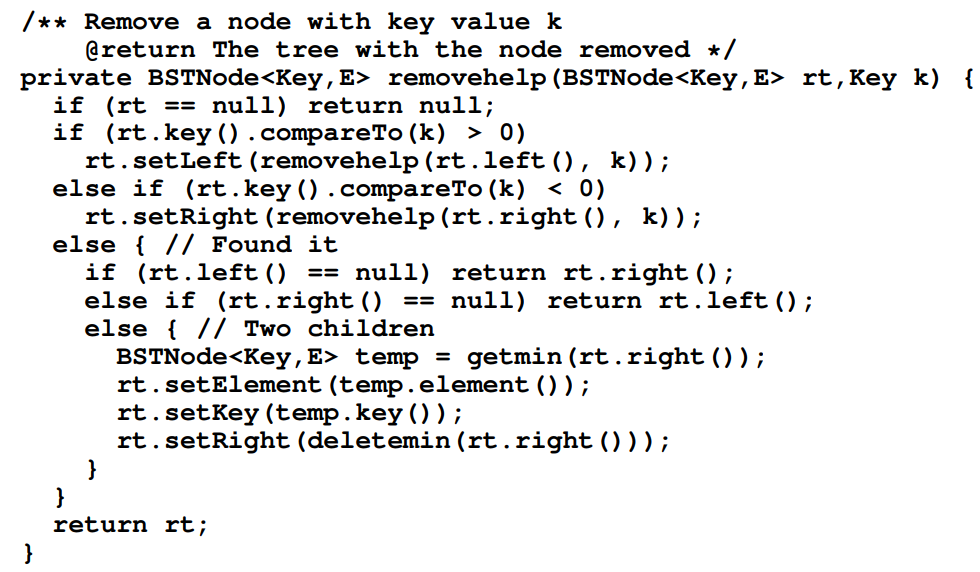 /** Remove a node with key value k
    @return The tree with the node removed */
private BSTNode<Key,E> removehelp(BSTNode<Key,E> rt,Key k) {
  if (rt == null) return null;
  if (rt.key().compareTo(k) > 0)
    rt.setLeft(removehelp(rt.left(), k));
  else if (rt.key().compareTo(k) < 0)
    rt.setRight(removehelp(rt.right(), k));
  else { // Found it
    if (rt.left() == null) return rt.right();
    else if (rt.right() == null) return rt.left();
    else { // Two children
      BSTNode<Key,E> temp = getmin(rt.right());
      rt.setElement(temp.element());
      rt.setKey(temp.key());
      rt.setRight(deletemin(rt.right()));
    }
  }
  return rt;
}